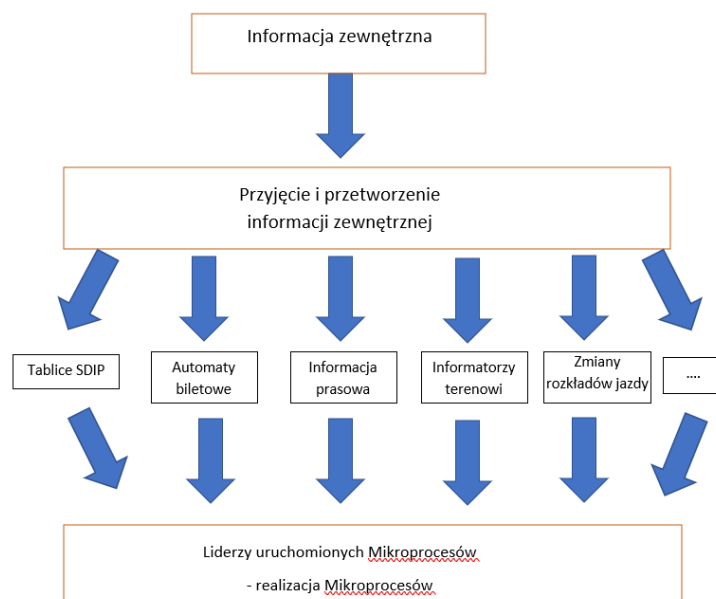 Informacja zewnętrzna
Przyjęcie i przetworzenie
informacji zewnętrznej
Tablice SDIP
Automaty
biletowe
Informacja
prasowa
Informatorzy
terenowi
Zmiany
rozkładów jazdy
....
Liderzy uruchomionych Mikroprocesów
- realizacja Mikroprocesów